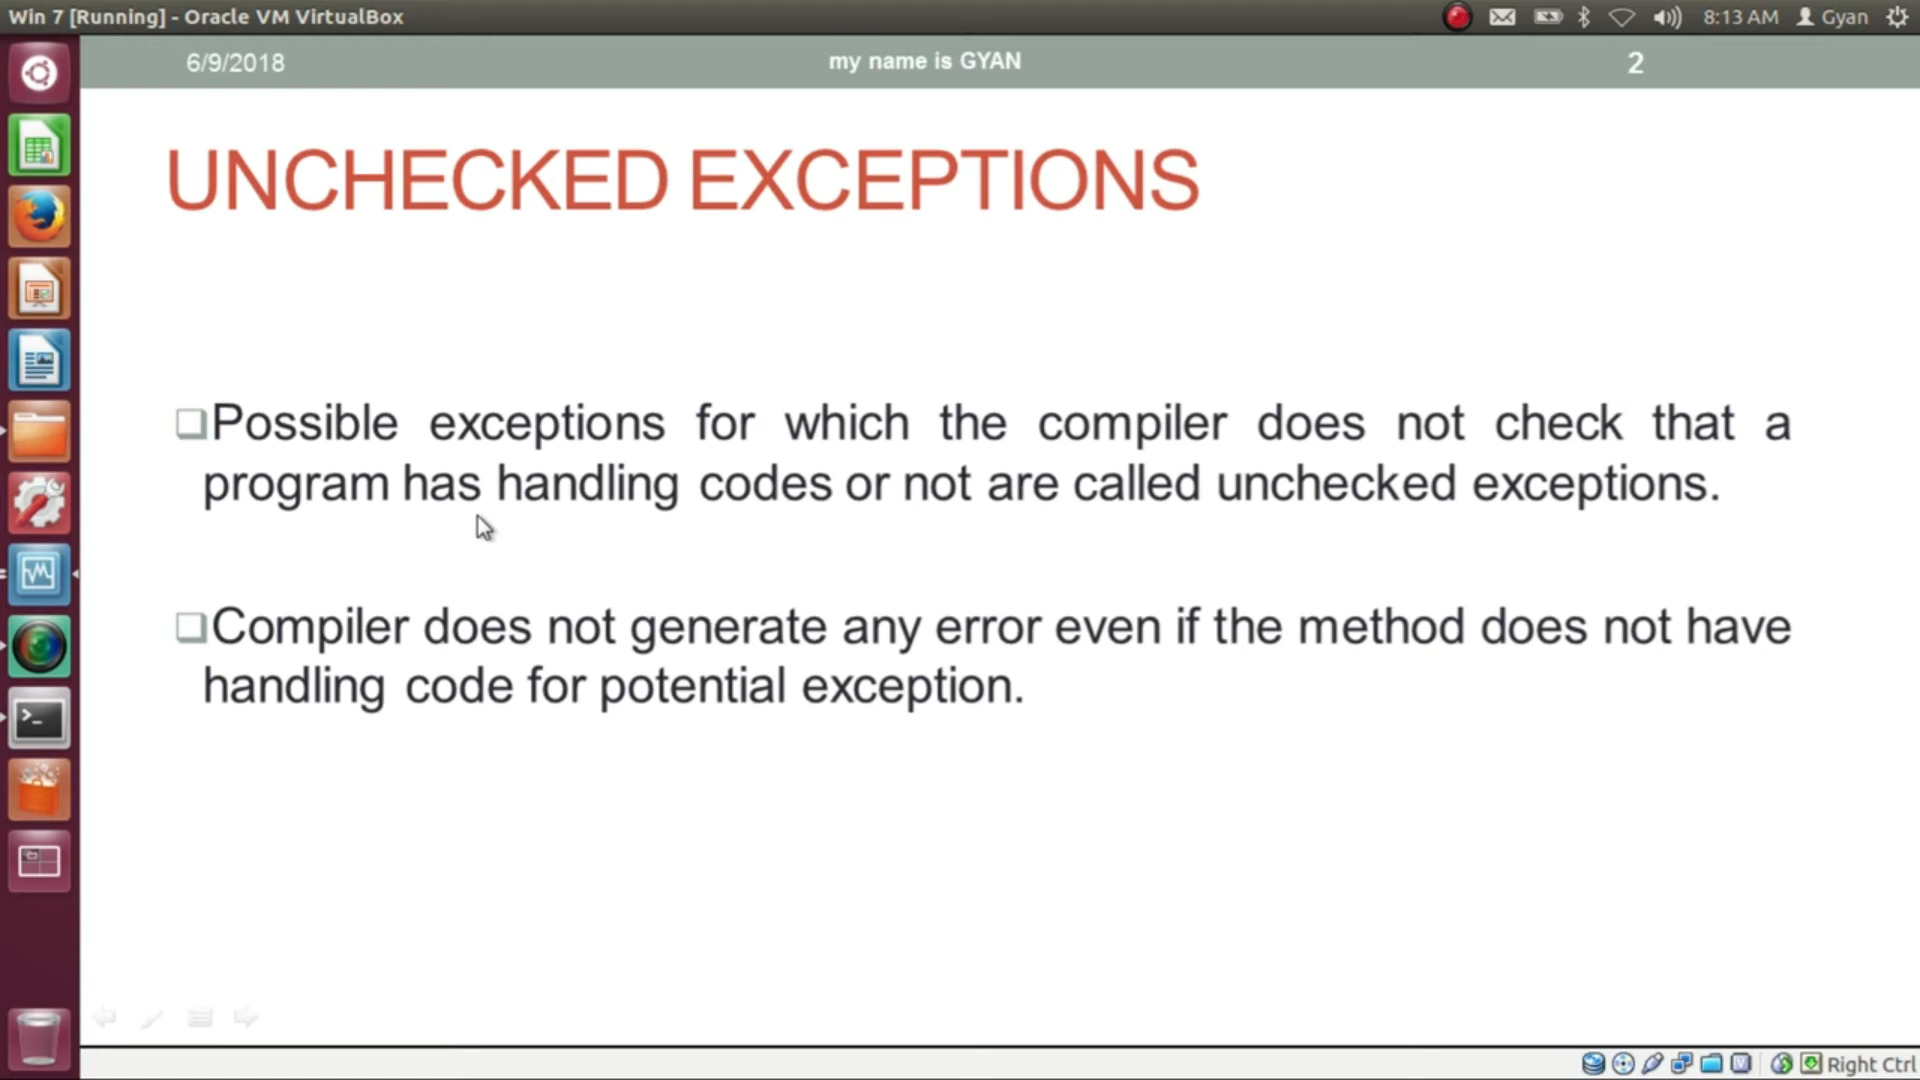 Win 7 [Running] - Oracle VM VirtualBox
8:13 AM Gyan
6/9/2018 my name is GYAN 2
UNCHECKED EXCEPTIONS
Possible exceptions for which the compiler does not check that a
program has handling codes or not are called unchecked exceptions.
Compiler does not generate any error even if the method does not have
handling code for potential exception.
Right Ctrl